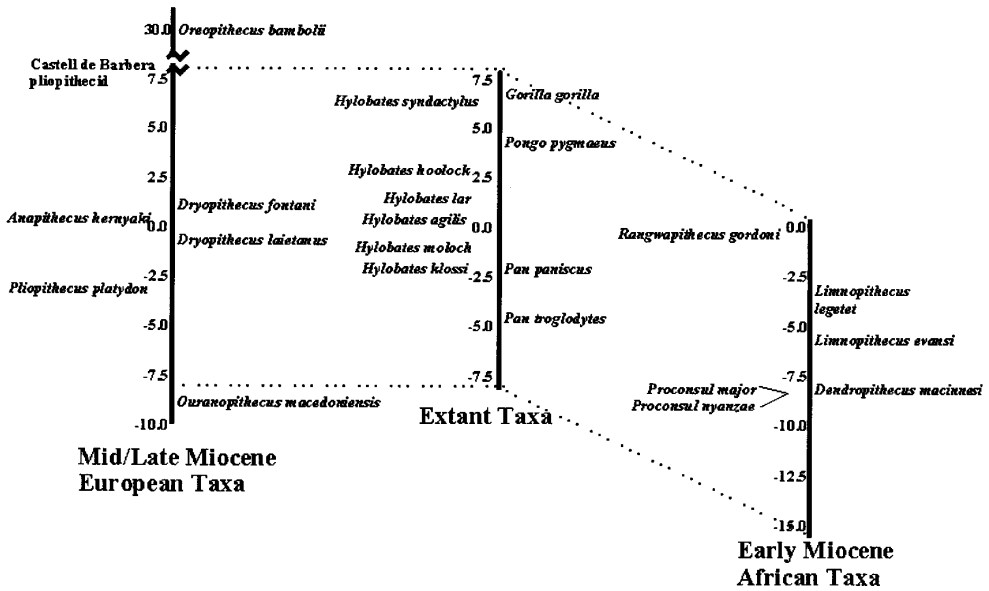 30.0 Oreopithecus bambolii
Castell de Barbera
pliopithecid
7.5
5.0
2.5
Dryopithecus fontani
Anapithecus hernyaki 0.0
Dryopithecus laietanus
-2.5
Pliopithecus platydon
-5.0
-7.5
Ouranopithecus macedoniensis
-10.0
Mid/Late Miocene
European Taxa
7.5 Gorilla gorilla
Hylobates syndactylus
5.0
Pongo pygmaeus
Hylobates hoolock 2.5
Hylobates lar
Hylobates agilis 0.0
Hylobates moloch
Hylobates klossi -2.5 Pan paniscus
-5.0 Pan troglodytes
-7.5
Extant Taxa
0.0
Rangwapithecus gordoni
-2.5
Limnopithecus
legetet
-5.0
Limnopithecus evansi
-7.5
Proconsul major Dendropithecus macinnesi
Proconsul nyanzae
-10.0
-12.5
-15.0
Early Miocene
African Taxa